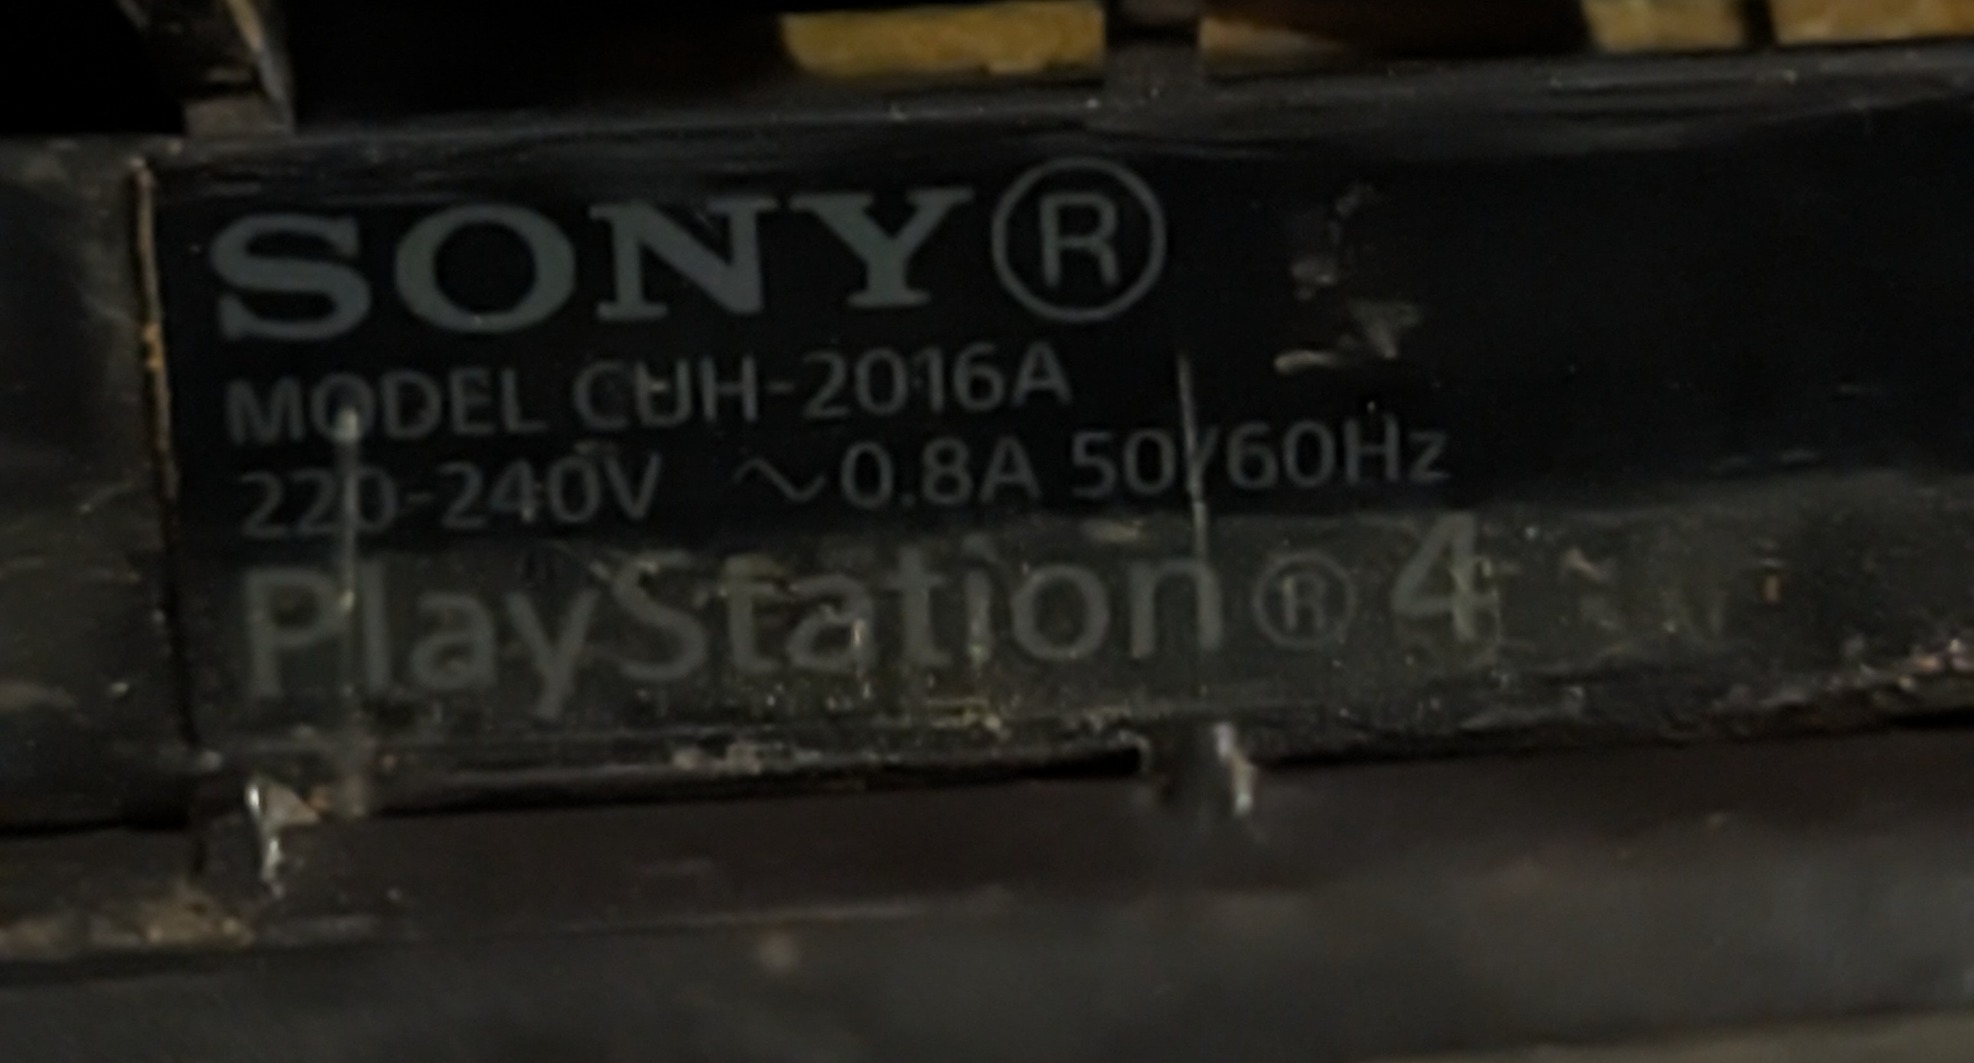 SONY®
MODEL CUH-2016A
220-240V ～0.8A 50/60Hz
PlayStation®4